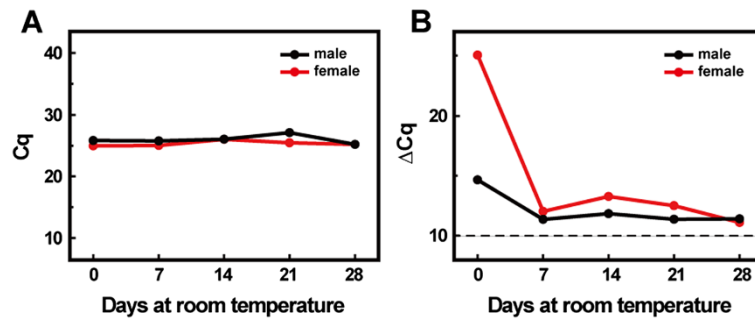 A
male
female
40
30
20
10
Cq
0 7 14 21 28
Days at room temperature
B
male
female
20
10
ΔCq
0 7 14 21 28
Days at room temperature